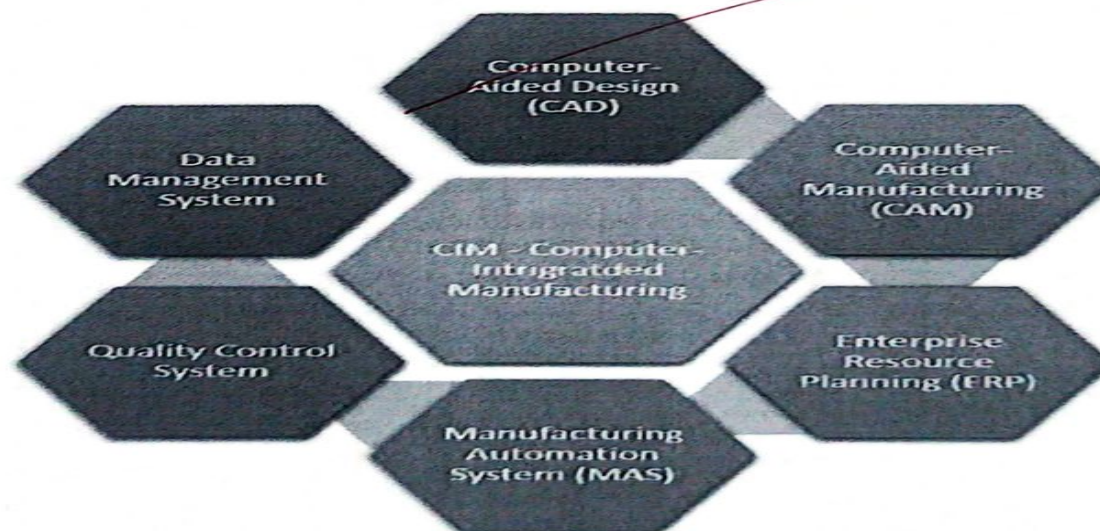 Computer-
Aided Design
(CAD)
Computer-
Aided
Manufacturing
(CAM)
Enterprise
Resource
Planning (ERP)
Manufacturing
Automation
System (MAS)
Quality Control
System
Data
Management
System
CIM - Computer-
Intrigratded
Manufacturing